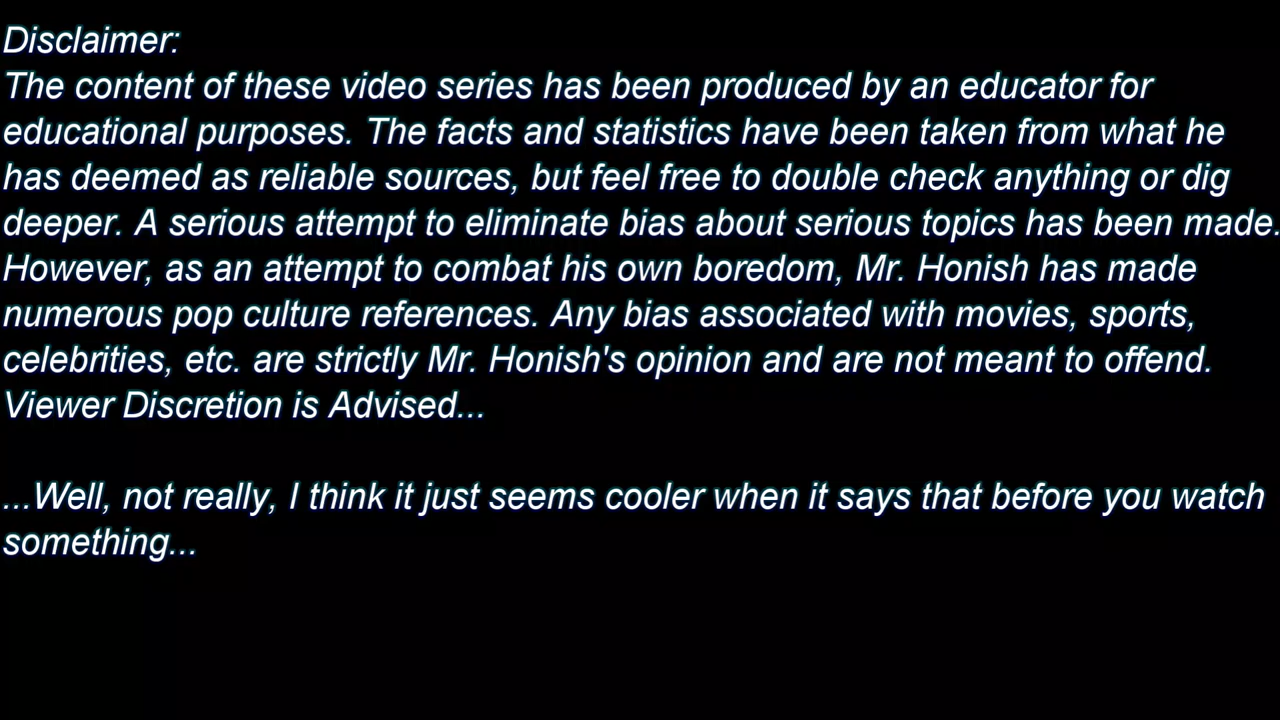 Disclaimer:
The content of these video series has been produced by an educator for
educational purposes. The facts and statistics have been taken from what he
has deemed as reliable sources, but feel free to double check anything or dig
deeper. A serious attempt to eliminate bias about serious topics has been made.
However, as an attempt to combat his own boredom, Mr. Honish has made
numerous pop culture references. Any bias associated with movies, sports,
celebrities, etc. are strictly Mr. Honish's opinion and are not meant to offend.
Viewer Discretion is Advised...
...Well, not really, I think it just seems cooler when it says that before you watch
something...